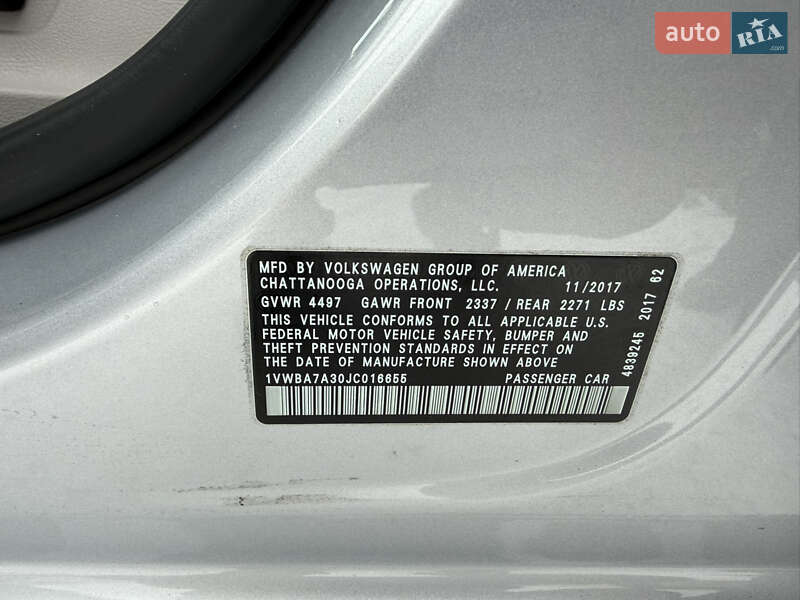 auto RIA
MFD BY VOLKSWAGEN GROUP OF AMERICA
CHATTANOOGA OPERATIONS, LLC. 11/2017
GVWR 4497 GAWR FRONT 2337 / REAR 2271 LBS
THIS VEHICLE CONFORMS TO ALL APPLICABLE U.S.
FEDERAL MOTOR VEHICLE SAFETY, BUMPER AND
THEFT PREVENTION STANDARDS IN EFFECT ON
THE DATE OF MANUFACTURE SHOWN ABOVE
1VWBA7A30JC016655 PASSENGER CAR
4839245 2017 62